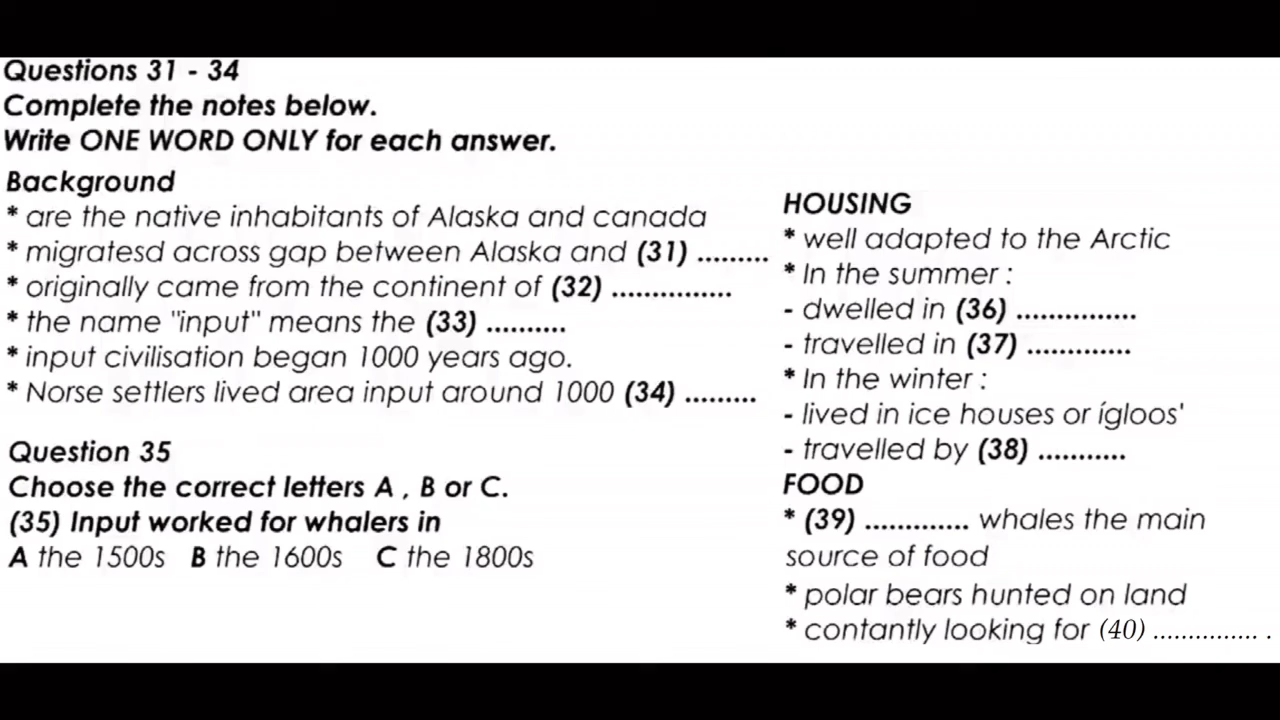 Questions 31 - 34
Complete the notes below.
Write ONE WORD ONLY for each answer.
Background
* are the native inhabitants of Alaska and canada
* migratesd across gap between Alaska and (31) .........
* originally came from the continent of (32) ...............
* the name "input" means the (33) ..........
* input civilisation began 1000 years ago.
* Norse settlers lived area input around 1000 (34) .........
Question 35
Choose the correct letters A , B or C.
(35) Input worked for whalers in
A the 1500s B the 1600s C the 1800s
HOUSING
* well adapted to the Arctic
* In the summer :
- dwelled in (36) ...............
- travelled in (37) .............
* In the winter :
- lived in ice houses or ígloos'
- travelled by (38) ...........
FOOD
* (39) ............. whales the main
source of food
* polar bears hunted on land
* contantly looking for (40) ............... .